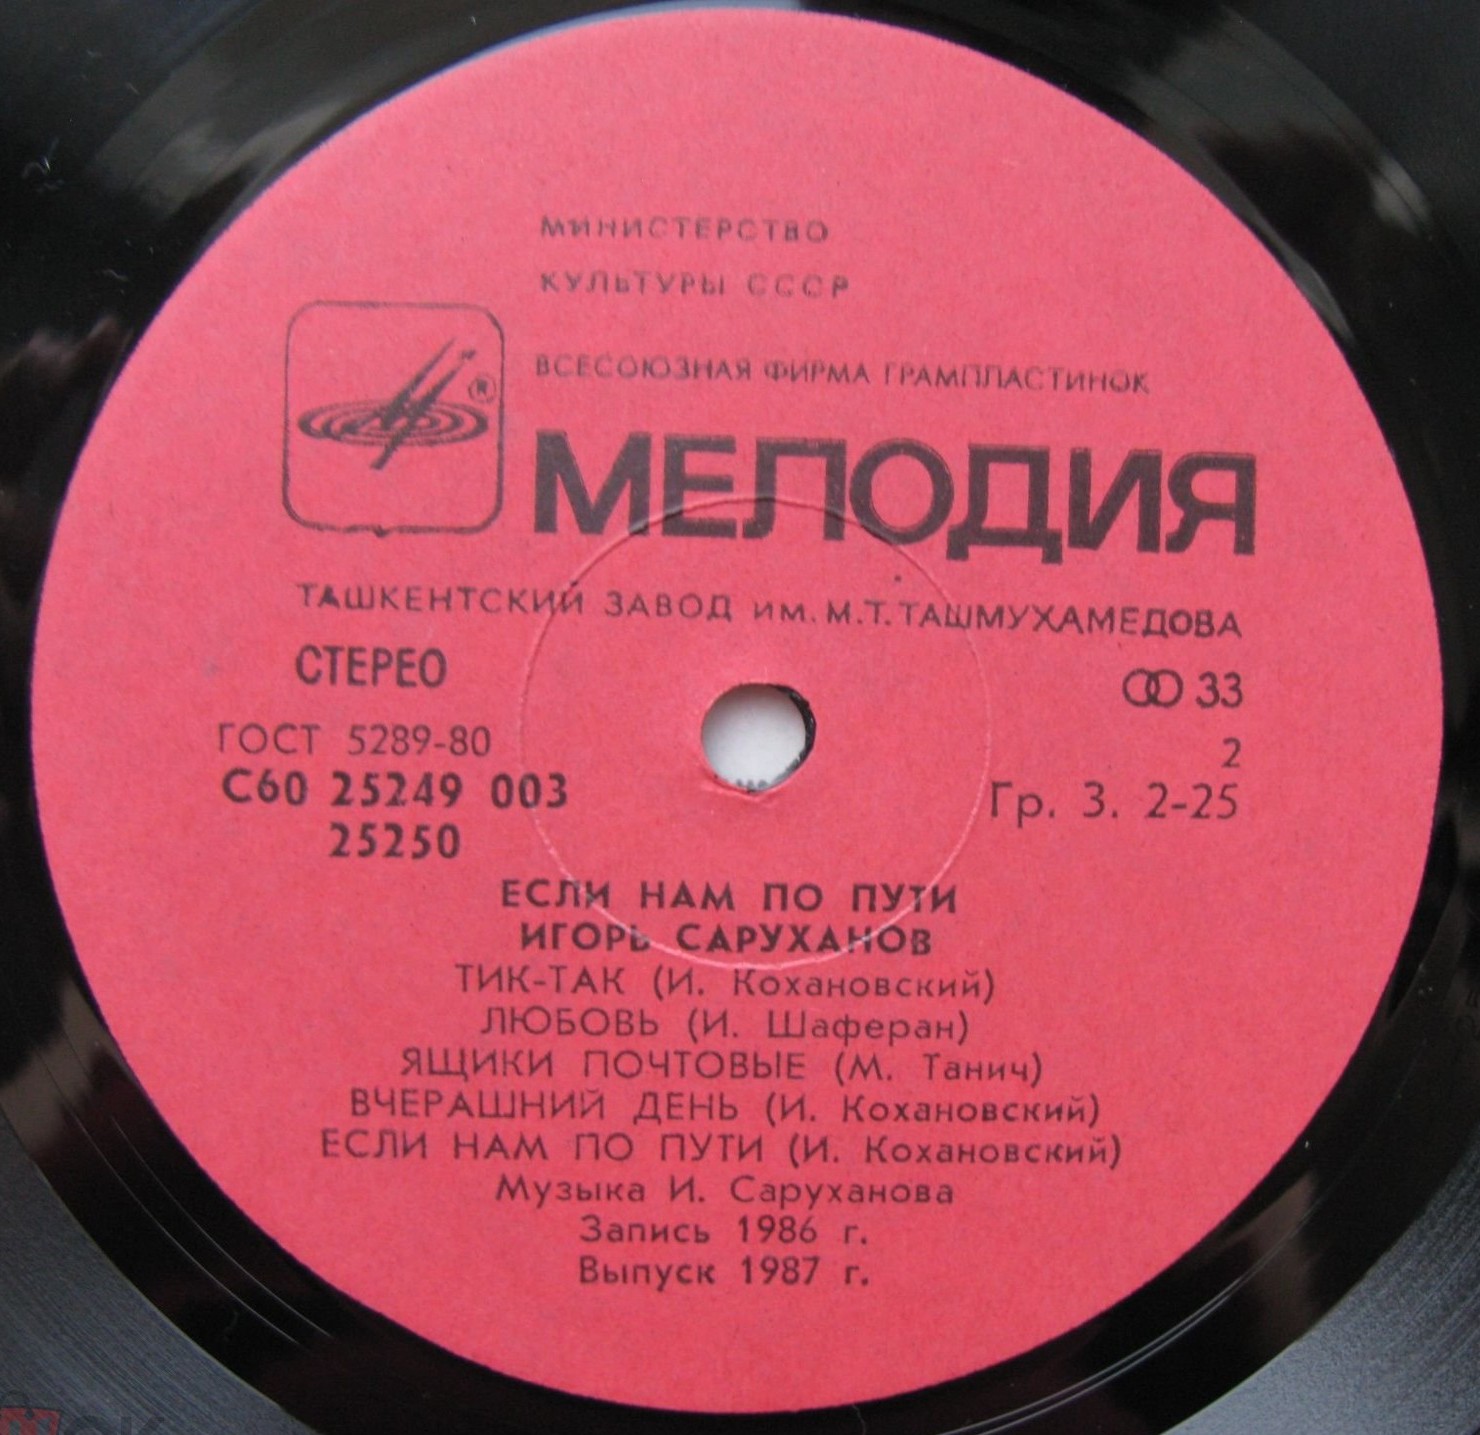 МИНИСТЕРСТВО
КУЛЬТУРЫ СССР
ВСЕСОЮЗНАЯ ФИРМА ГРАМПЛАСТИНОК
®
МЕЛОДИЯ
ТАШКЕНТСКИЙ ЗАВОД им. М.Т. ТАШМУХАМЕДОВА
СТЕРЕО
33
ГОСТ 5289-80
2
С60 25249 003
Гр. 3. 2-25
25250
ЕСЛИ НАМ ПО ПУТИ
ИГОРЬ САРУХАНОВ
ТИК-ТАК (И. Кохановский)
ЛЮБОВЬ (И. Шаферан)
ЯЩИКИ ПОЧТОВЫЕ (М. Танич)
ВЧЕРАШНИЙ ДЕНЬ (И. Кохановский)
ЕСЛИ НАМ ПО ПУТИ (И. Кохановский)
Музыка И. Саруханова
Запись 1986 г.
Выпуск 1987 г.